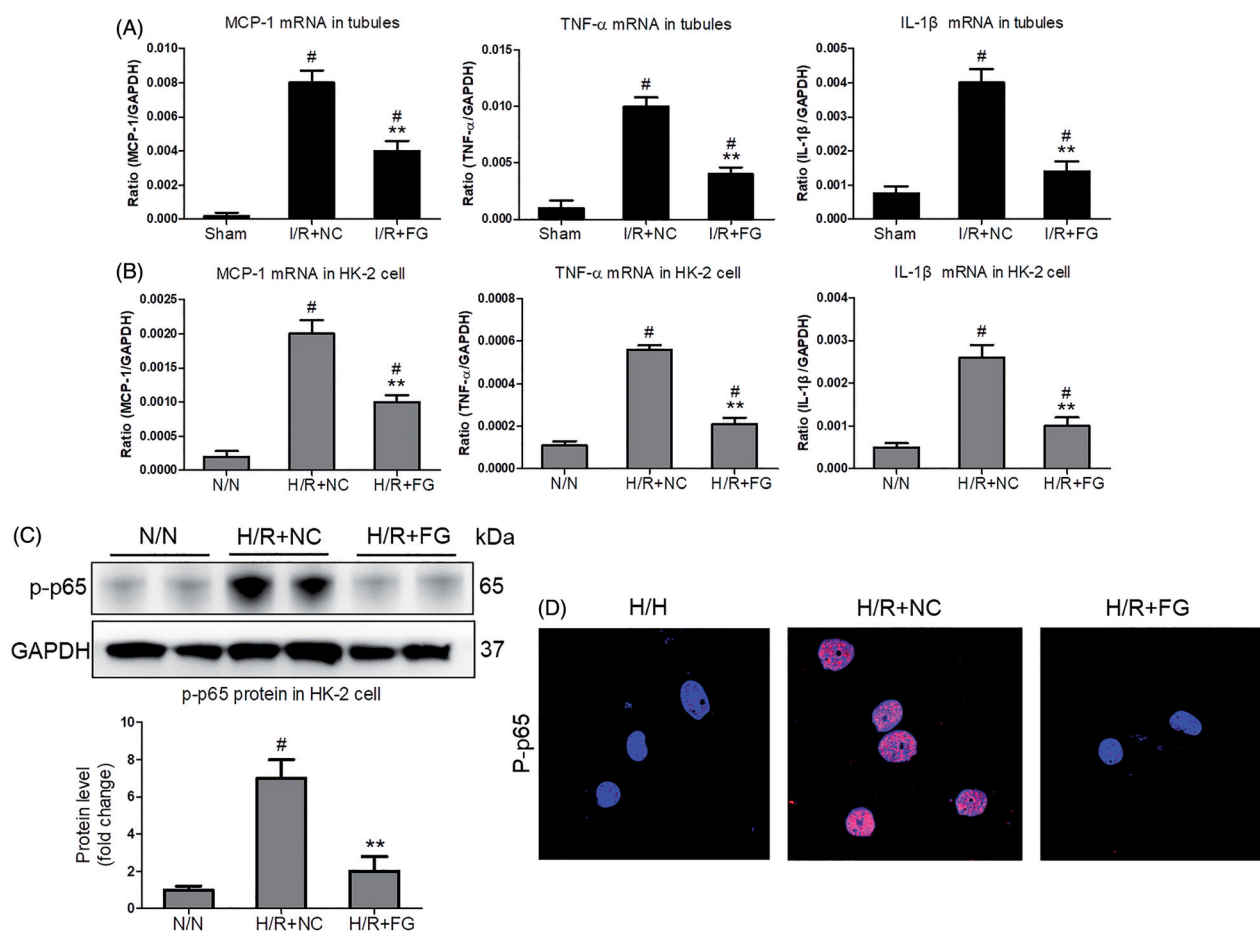 (A)
MCP-1 mRNA in tubules
Ratio (MCP-1/GAPDH)
0.010
0.008
0.006
0.004
0.002
0.000
#
#
**
Sham I/R+NC I/R+FG
TNF-α mRNA in tubules
Ratio (TNF-α/GAPDH)
0.015
0.010
0.005
0.000
#
#
**
Sham I/R+NC I/R+FG
IL-1β mRNA in tubules
Ratio (IL-1β/GAPDH)
0.005
0.004
0.003
0.002
0.001
0.000
#
#
**
Sham I/R+NC I/R+FG
(B)
MCP-1 mRNA in HK-2 cell
Ratio (MCP-1/GAPDH)
0.0025
0.0020
0.0015
0.0010
0.0005
0.0000
#
#
**
N/N H/R+NC H/R+FG
TNF-α mRNA in HK-2 cell
Ratio (TNF-α/GAPDH)
0.0008
0.0006
0.0004
0.0002
0.0000
#
#
**
N/N H/R+NC H/R+FG
IL-1β mRNA in HK-2 cell
Ratio (IL-1β/GAPDH)
0.004
0.003
0.002
0.001
0.000
#
#
**
N/N H/R+NC H/R+FG
(C)
N/N H/R+NC H/R+FG kDa
p-p65 65
GAPDH 37
p-p65 protein in HK-2 cell
Protein level
(fold change)
10
8
6
4
2
0
#
**
N/N H/R+NC H/R+FG
(D)
H/H H/R+NC H/R+FG
P-p65